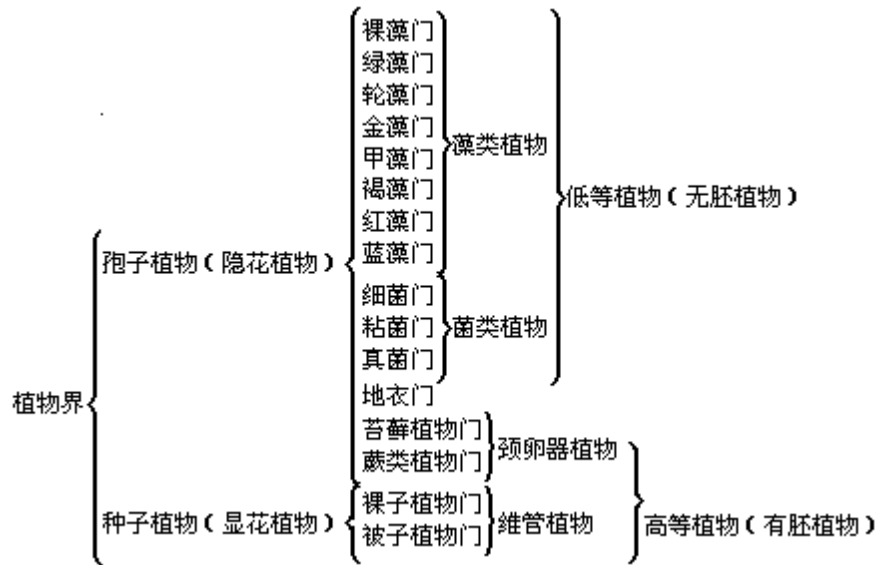 裸藻门
绿藻门
轮藻门
金藻门
藻类植物
甲藻门
褐藻门
低等植物(无胚植物)
红藻门
蓝藻门
孢子植物(隐花植物)
细菌门
粘菌门
菌类植物
真菌门
地衣门
植物界
苔藓植物门
颈卵器植物
蕨类植物门
裸子植物门
种子植物(显花植物)
维管植物
高等植物(有胚植物)
被子植物门